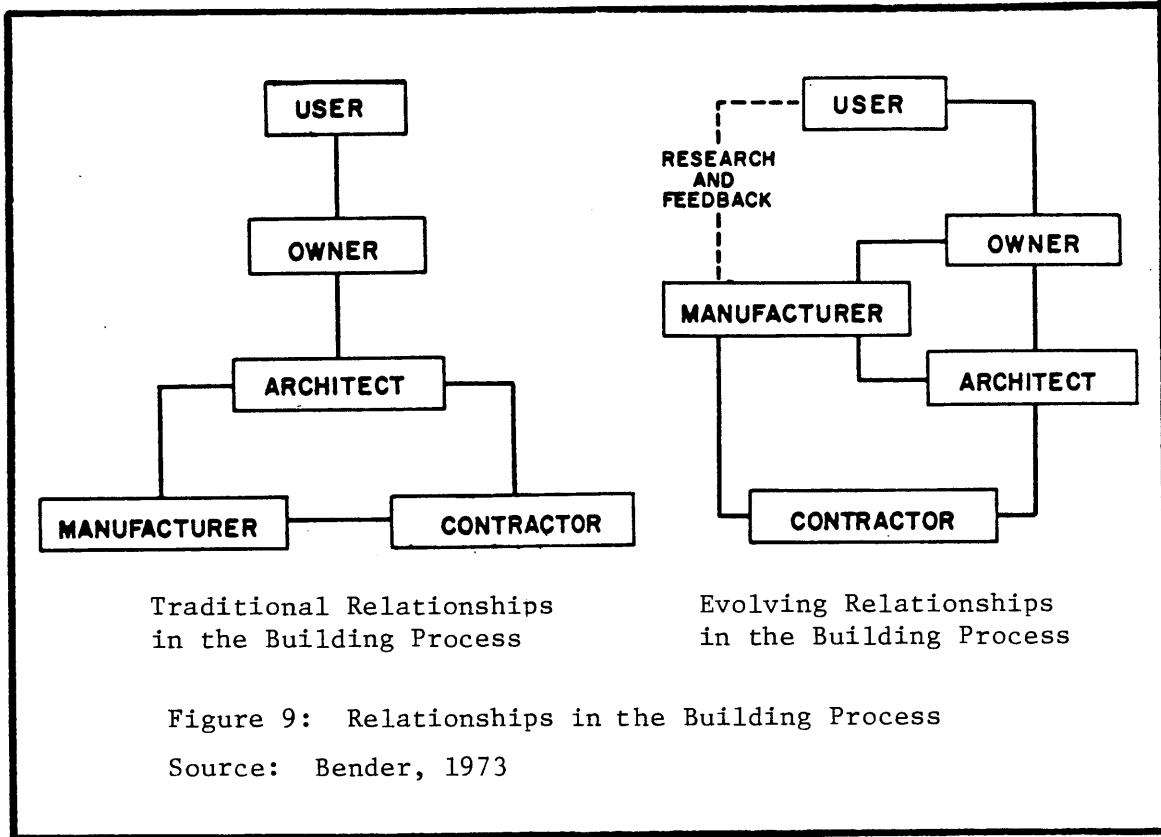 USER
OWNER
ARCHITECT
MANUFACTURER
CONTRACTOR
Traditional Relationships
in the Building Process
USER
RESEARCH
AND
FEEDBACK
OWNER
MANUFACTURER
ARCHITECT
CONTRACTOR
Evolving Relationships
in the Building Process
Figure 9: Relationships in the Building Process
Source: Bender, 1973